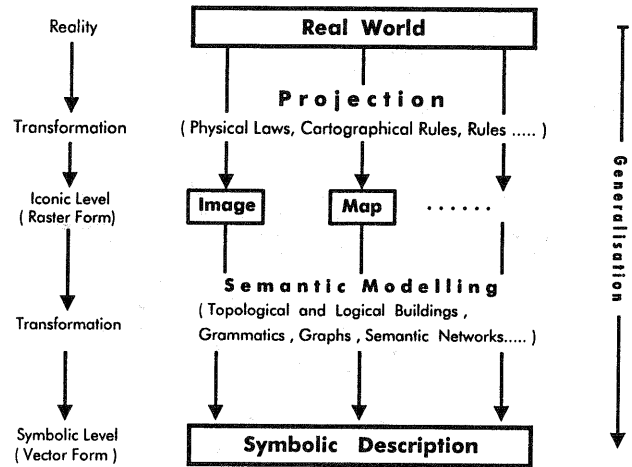 Reality
Real World
Projection
Transformation
( Physical Laws, Cartographical Rules, Rules ..... )
Iconic Level
( Raster Form)
Image
Map
. . . . . .
Semantic Modelling
( Topological and Logical Buildings ,
Transformation
Grammatics , Graphs , Semantic Networks..... )
Symbolic Level
( Vector Form )
Symbolic Description
Generalisation